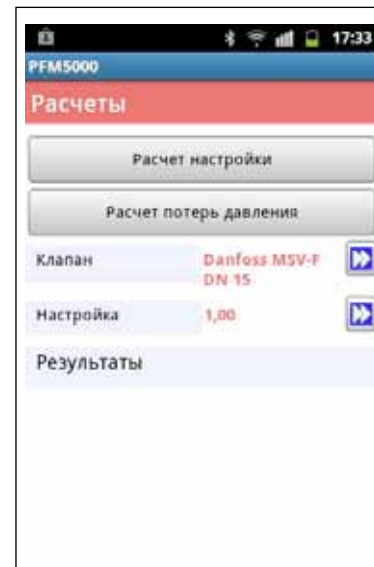 17:33
PFM5000
Расчеты
Расчет настройки
Расчет потерь давления
Клапан Danfoss MSV-F
DN 15
Настройка 1,00
Результаты